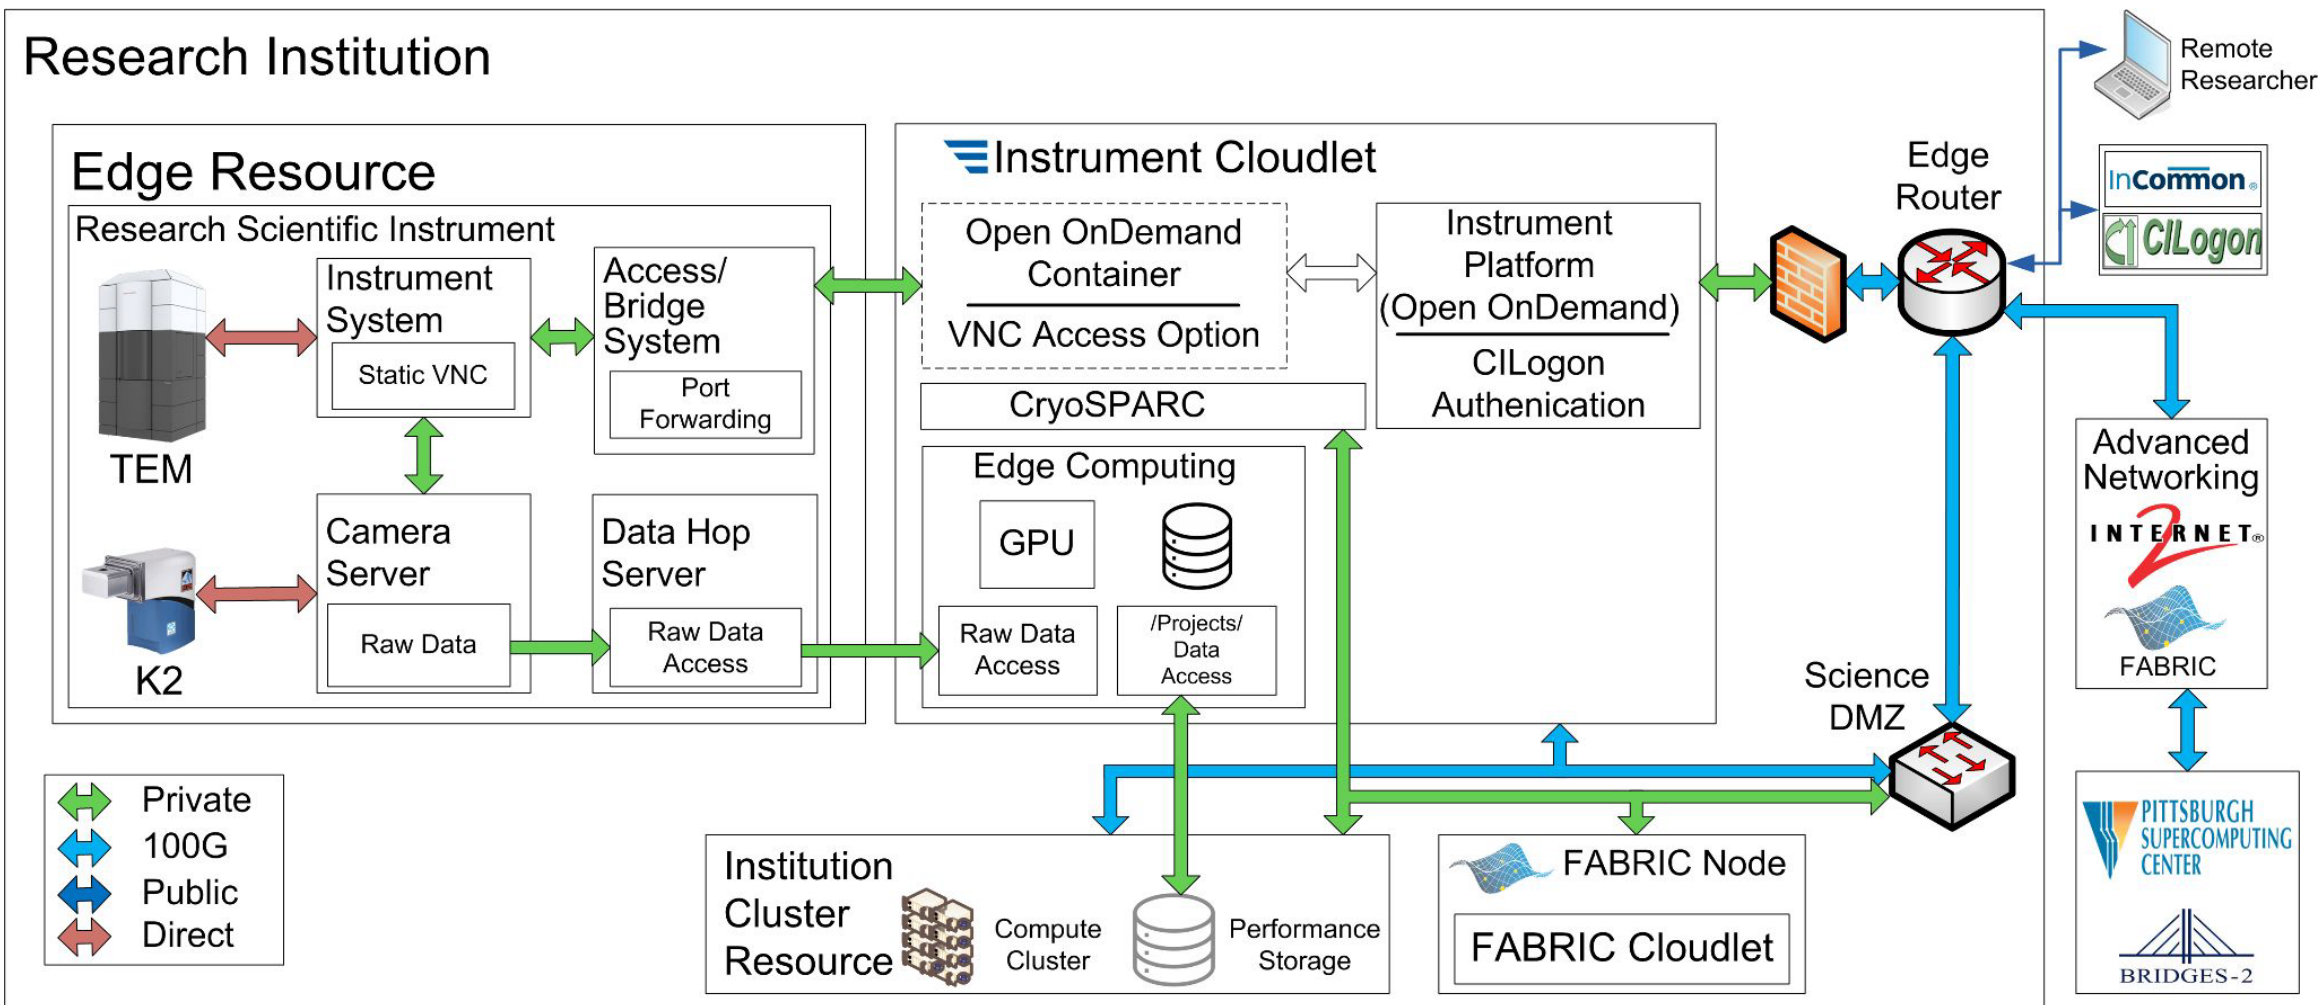 Research Institution
Edge Resource
Research Scientific Instrument
TEM
Instrument
System
Static VNC
Access/
Bridge
System
Port
Forwarding
K2
Camera
Server
Raw Data
Data Hop
Server
Raw Data
Access
Instrument Cloudlet
Open OnDemand
Container
VNC Access Option
Instrument
Platform
(Open OnDemand)
CILogon
Authenication
CryoSPARC
Edge Computing
GPU
Raw Data
Access
/Projects/
Data
Access
Edge
Router
Remote
Researcher
InCommon®
CILogon
Advanced
Networking
INTERNET®
2
FABRIC
Science
DMZ
PITTSBURGH
SUPERCOMPUTING
CENTER
BRIDGES-2
Private
100G
Public
Direct
Institution
Cluster
Resource
Compute
Cluster
Performance
Storage
FABRIC Node
FABRIC Cloudlet